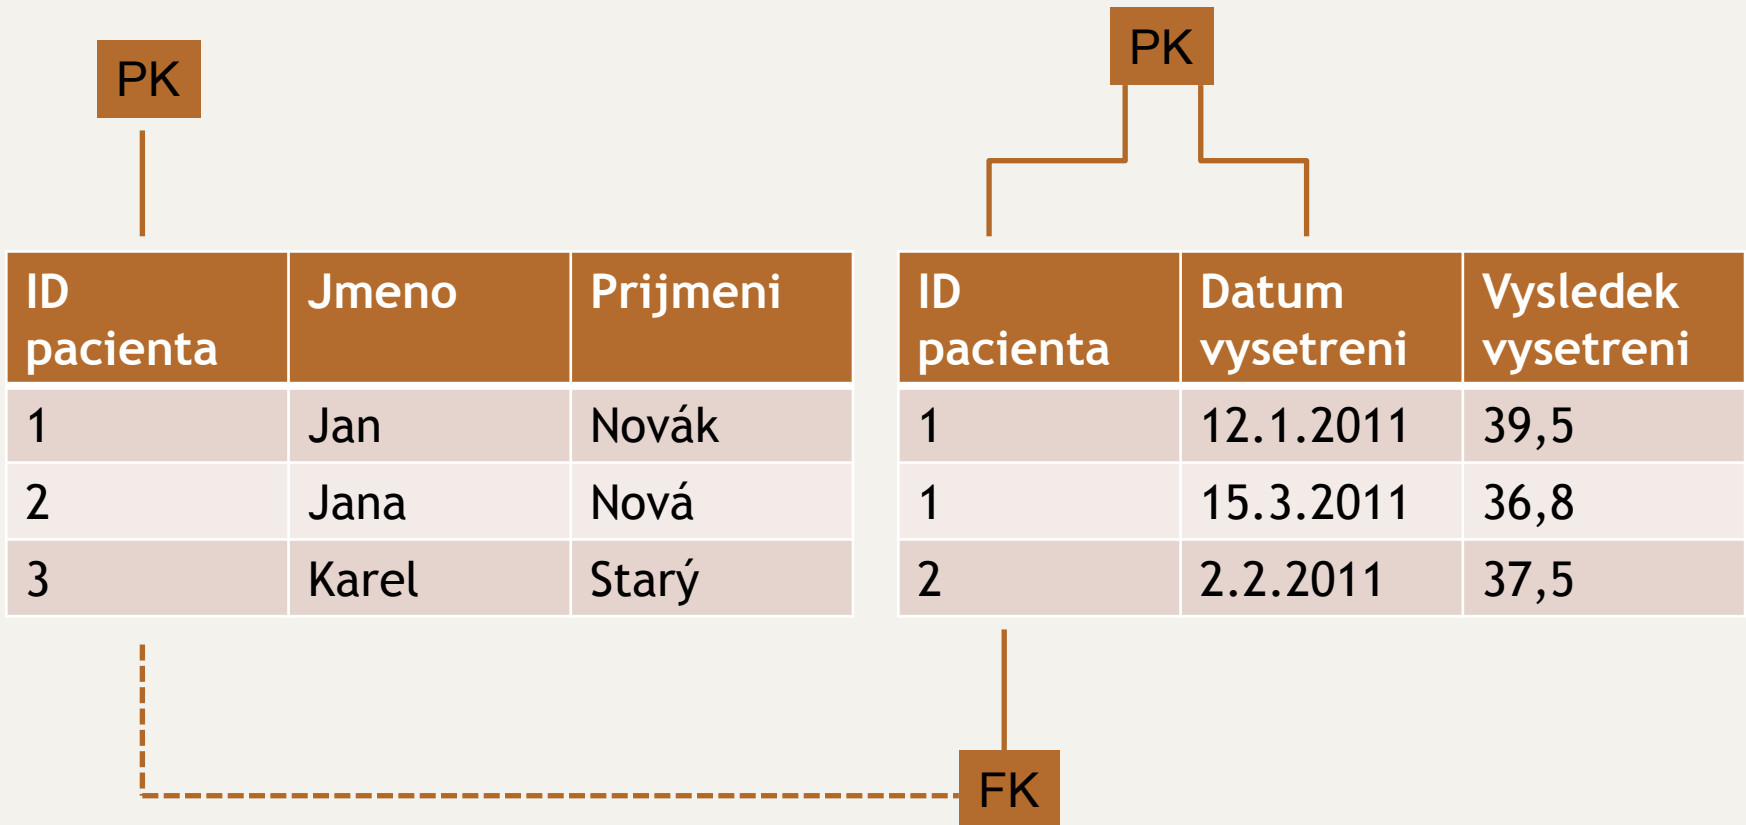 PK
PK
ID pacienta Jmeno Prijmeni
1 Jan Novák
2 Jana Nová
3 Karel Starý
ID pacienta Datum vysetreni Vysledek vysetreni
1 12.1.2011 39,5
1 15.3.2011 36,8
2 2.2.2011 37,5
FK